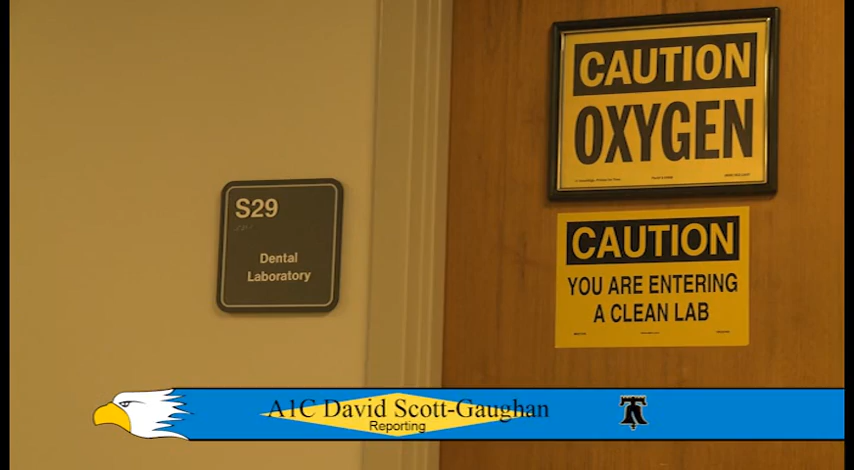 CAUTION
OXYGEN
S29
Dental
Laboratory
CAUTION
YOU ARE ENTERING
A CLEAN LAB
A1C David Scott-Gaughan
Reporting